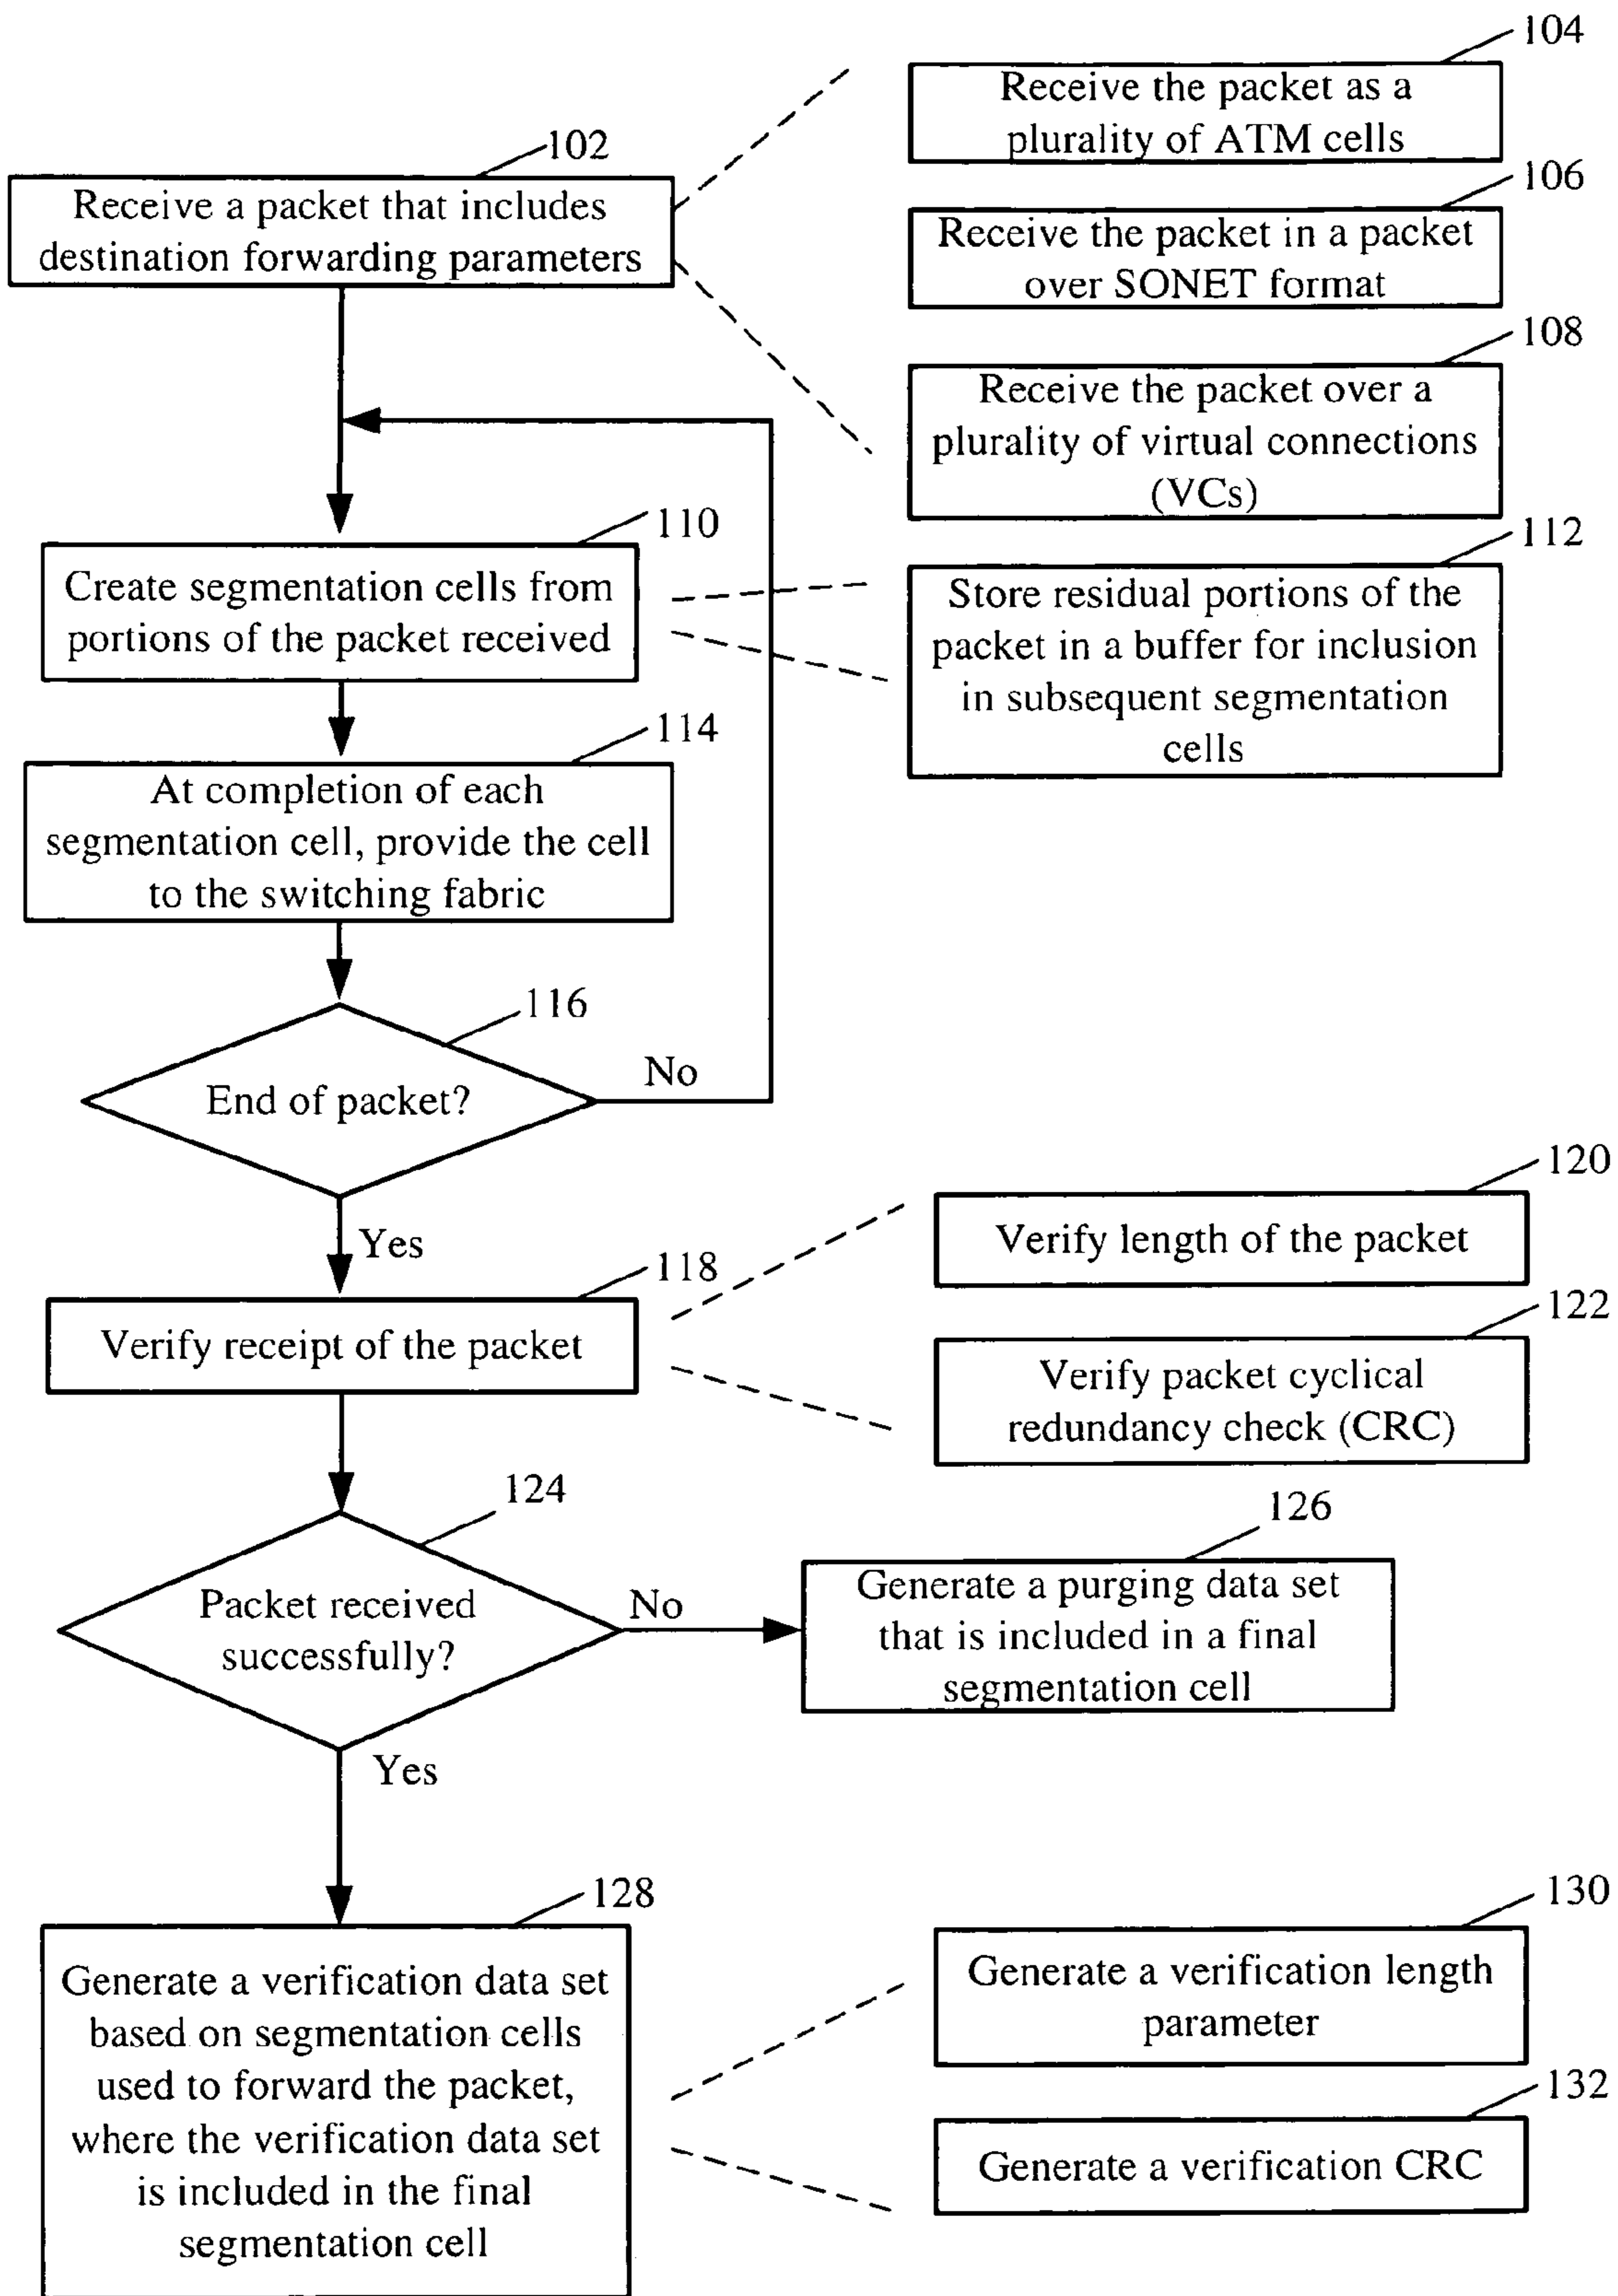 104
Receive the packet as a
plurality of ATM cells
102
Receive a packet that includes
destination forwarding parameters
106
Receive the packet in a packet
over SONET format
108
Receive the packet over a
plurality of virtual connections
(VCs)
110
Create segmentation cells from
portions of the packet received
112
Store residual portions of the
packet in a buffer for inclusion
in subsequent segmentation
cells
114
At completion of each
segmentation cell, provide the cell
to the switching fabric
116
End of packet?
No
Yes
118
Verify receipt of the packet
120
Verify length of the packet
122
Verify packet cyclical
redundancy check (CRC)
124
Packet received
successfully?
No
126
Generate a purging data set
that is included in a final
segmentation cell
Yes
128
Generate a verification data set
based on segmentation cells
used to forward the packet,
where the verification data set
is included in the final
segmentation cell
130
Generate a verification length
parameter
132
Generate a verification CRC